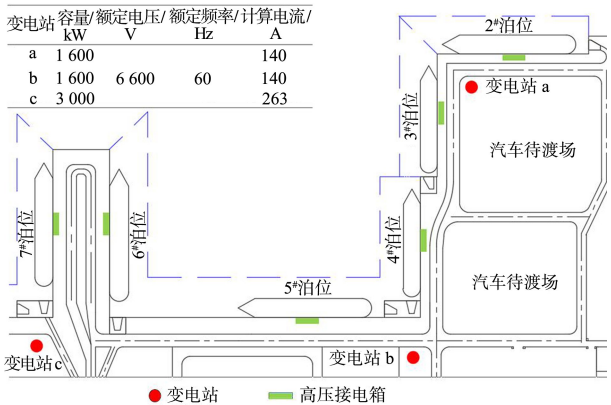 变电站 容量/kW 额定电压/V 额定频率/Hz 计算电流/A
a 1 600 140
b 1 600 6 600 60 140
c 3 000 263
2#泊位
变电站 a
3#泊位
汽车待渡场
7#泊位
6#泊位
4#泊位
汽车待渡场
5#泊位
变电站c
变电站 b
变电站
高压接电箱